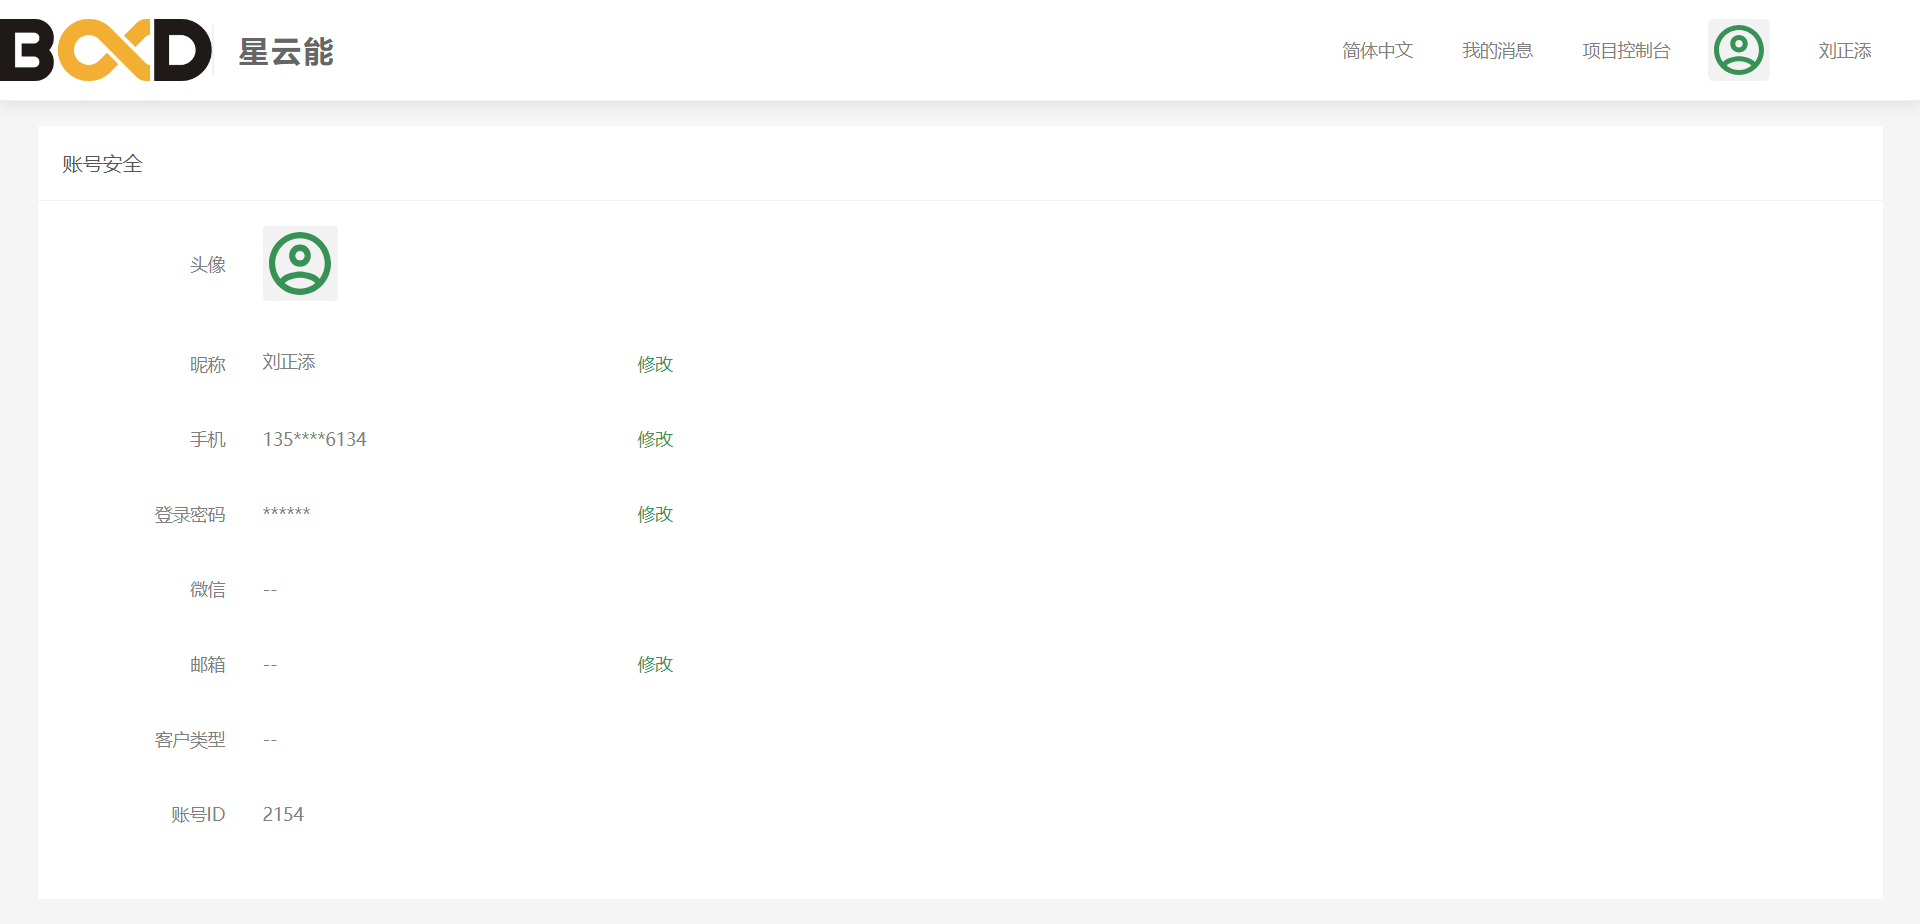 BOXD 星云能 简体中文 我的消息 项目控制台 刘正添
账号安全
头像
昵称 刘正添 修改
手机 135****6134 修改
登录密码 ****** 修改
微信 --
邮箱 -- 修改
客户类型 --
账号ID 2154